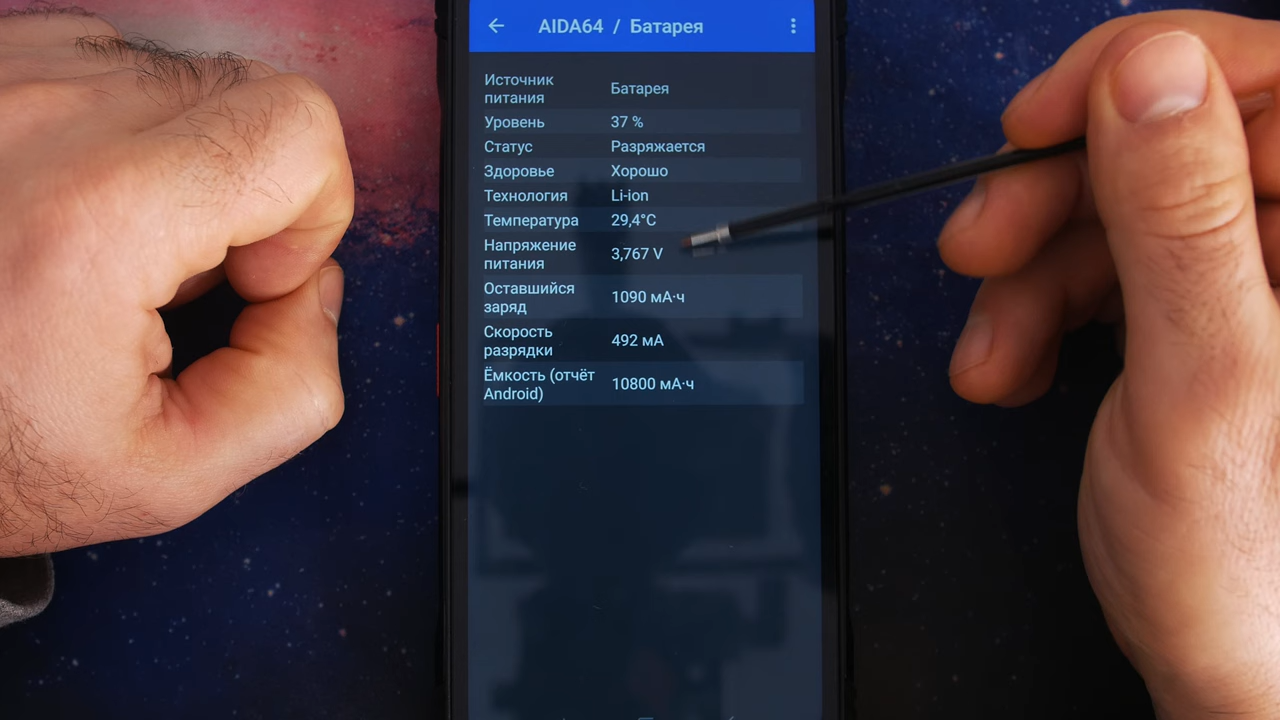 AIDA64 / Батарея
Источник
питания
Батарея
Уровень 37 %
Статус Разряжается
Здоровье Хорошо
Технология Li-ion
Температура 29,4°C
Напряжение
питания
3,767 V
Оставшийся
заряд
1090 мА·ч
Скорость
разрядки
492 мА
Ёмкость (отчёт
Android)
10800 мА·ч